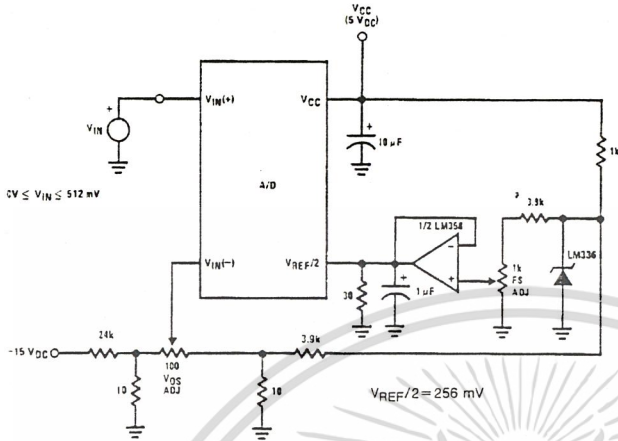 VCC
(5 VDC)
VIN(+)
VCC
+
VIN
+
10 µF
1k
A/D
0V ≤ VIN ≤ 512 mV
3.9k
1/2 LM358
−
+
LM336
1k
FS
ADJ
VIN(−)
VREF/2
30
+
1 µF
24k
3.9k
−15 VDC
100
VOS
ADJ
10
10
VREF/2=256 mV